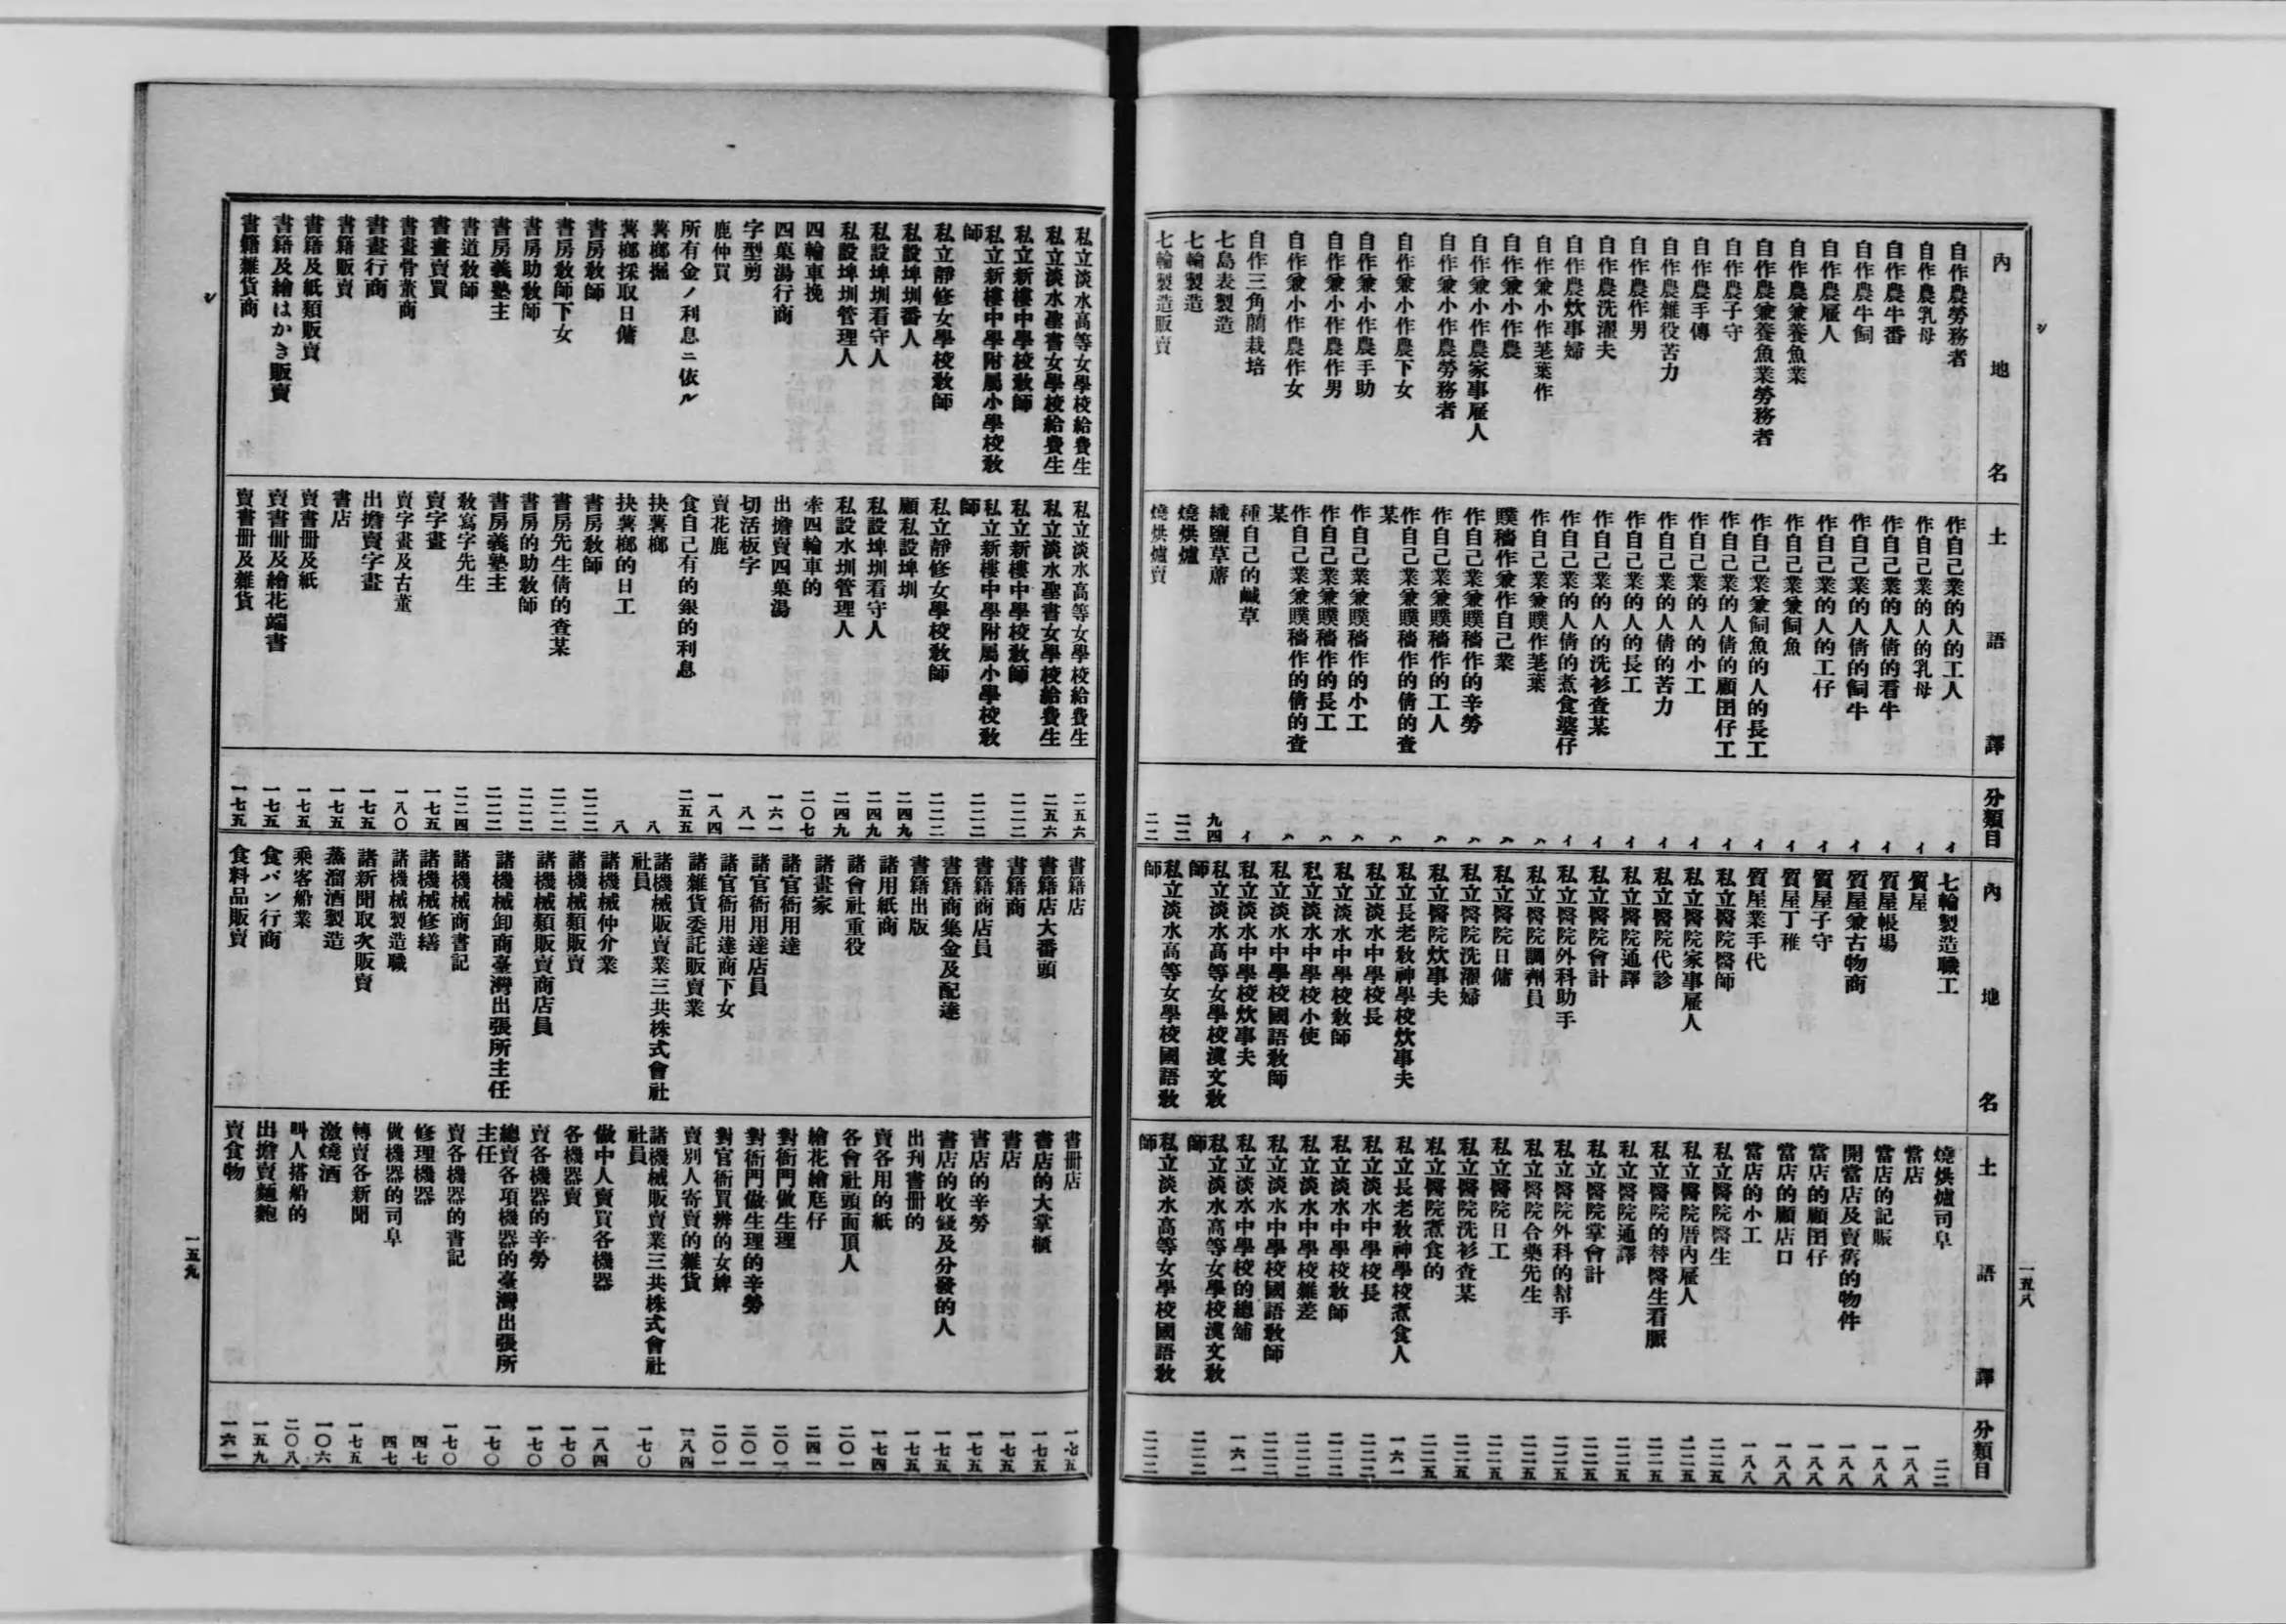 シ
內地名 土語譯 分類目
自作農勞務者 作自己業的人的工人 イ
自作農乳母 作自己業的人的乳母 イ
自作農牛番 作自己業的人倩的看牛 イ
自作農牛飼 作自己業的人倩的飼牛 イ
自作農雇人 作自己業的人的工仔 イ
自作農兼養魚業 作自己業兼飼魚 イ
自作農兼養魚業勞務者 作自己業兼飼魚的人的長工 イ
自作農子守 作自己業的人倩的顧囝仔工 イ
自作農手傳 作自己業的人的小工 イ
自作農雜役苦力 作自己業的人倩的苦力 イ
自作農作男 作自己業的人的長工 イ
自作農洗濯夫 作自己業的人的洗衫查某 イ
自作農炊事婦 作自己業的人倩的煮食婆仔 イ
自作兼小作荖葉作 作自己業兼贌作荖葉 ハ
自作兼小作農 贌穡作兼作自己業 ハ
自作兼小作農家事雇人 作自己業兼贌穡作的辛勞 ハ
自作兼小作農勞務者 作自己業兼贌穡作的工人 ハ
自作兼小作農下女 作自己業兼贌穡作的倩的查
某 ハ
自作兼小作農手助 作自己業兼贌穡作的小工 ハ
自作兼小作農作男 作自己業兼贌穡作的長工 ハ
自作兼小作農作女 作自己業兼贌穡作的倩的查
某 ハ
自作三角藺栽培 種自己的鹹草 イ
七島表製造 織鹽草蓆 九四
七輪製造 燒烘爐 二二
七輪製造販賣 燒烘爐賣 二二
內地名 土語譯 分類目
七輪製造職工 燒烘爐司阜 二二
質屋 當店 一八八
質屋帳場 當店的記賬 一八八
質屋兼古物商 開當店及賣舊的物件 一八八
質屋子守 當店的顧囝仔 一八八
質屋丁稚 當店的顧店口 一八八
質屋業手代 當店的小工 一八八
私立醫院醫師 私立醫院醫生 二二五
私立醫院家事雇人 私立醫院厝內雇人 二二五
私立醫院代診 私立醫院的替醫生看脈 二二五
私立醫院通譯 私立醫院通譯 二二五
私立醫院會計 私立醫院掌會計 二二五
私立醫院外科助手 私立醫院外科的幇手 二二五
私立醫院調劑員 私立醫院合藥先生 二二五
私立醫院日傭 私立醫院日工 二二五
私立醫院洗濯婦 私立醫院洗衫查某 二二五
私立醫院炊事夫 私立醫院煮食的 二二五
私立長老敎神學校炊事夫 私立長老敎神學校煮食人 一六一
私立淡水中學校長 私立淡水中學校長 二二二
私立淡水中學校敎師 私立淡水中學校敎師 二二二
私立淡水中學校小使 私立淡水中學校雜差 二二二
私立淡水中學校國語敎師 私立淡水中學校國語敎師 二二二
私立淡水中學校炊事夫 私立淡水中學校的總舖 一六一
私立淡水高等女學校漢文敎
師 私立淡水高等女學校漢文敎
師 二二二
私立淡水高等女學校國語敎
師 私立淡水高等女學校國語敎
師 二二二
一五八
シ
私立淡水高等女學校給費生 私立淡水高等女學校給費生 二五六
私立淡水聖書女學校給費生 私立淡水聖書女學校給費生 二五六
私立新樓中學校敎師 私立新樓中學校敎師 二二二
私立新樓中學附屬小學校敎
師 私立新樓中學附屬小學校敎
師 二二二
私立靜修女學校敎師 私立靜修女學校敎師 二二二
私設埤圳番人 顧私設埤圳 二四九
私設埤圳看守人 私設埤圳看守人 二四九
私設埤圳管理人 私設水圳管理人 二四九
四輪車挽 牽四輪車的 二〇七
四菓湯行商 出擔賣四菓湯 一六一
字型剪 切活板字 八一
鹿仲買 賣花鹿 一八四
所有金ノ利息ニ依ル 食自己有的銀的利息 二五五
薯榔掘 抉薯榔 八
薯榔採取日傭 抉薯榔的日工 八
書房敎師 書房敎師 二二二
書房敎師下女 書房先生倩的查某 二二二
書房助敎師 書房的助敎師 二二二
書房義塾主 書房義塾主 二二二
書道敎師 敎寫字先生 二二四
書畫賣買 賣字畫 一七五
書畫骨董商 賣字畫及古董 一八〇
書畫行商 出擔賣字畫 一七五
書籍販賣 書店 一七五
書籍及紙類販賣 賣書册及紙 一七五
書籍及繪はかき販賣 賣書册及繪花端書 一七五
書籍雜貨商 賣書册及雜貨 一七五
書籍店 書册店 一七五
書籍店大番頭 書店的大掌櫃 一七五
書籍商 書店 一七五
書籍商店員 書店的辛勞 一七五
書籍商集金及配達 書店的收錢及分發的人 一七五
書籍出版 出刋書册的 一七五
諸用紙商 賣各用的紙 一七四
諸會社重役 各會社頭面頂人 二〇一
諸畫家 繪花繪尫仔 二四一
諸官衙用達 對衙門做生理 二〇一
諸官衙用達店員 對衙門做生理的辛勞 二〇一
諸官衙用達商下女 對官衙買辦的女婢 二〇一
諸雜貨委託販賣業 賣別人寄賣的雜貨 一八四
諸機械販賣業三共株式會社
社員 諸機械販賣業三共株式會社
社員 一七〇
諸機械仲介業 做中人賣買各機器 一八四
諸機械類販賣 各機器賣 一七〇
諸機械類販賣商店員 賣各機器的辛勞 一七〇
諸機械卸商臺灣出張所主任 總賣各項機器的臺灣出張所
主任 一七〇
諸機械商書記 賣各機器的書記 一七〇
諸機械修繕 修理機器 四七
諸機械製造職 做機器的司阜 四七
諸新聞取次販賣 轉賣各新聞 一七五
蒸溜酒製造 激燒酒 一〇六
乘客船業 叫人搭船的 二〇八
食パン行商 出擔賣麵麭 一五九
食料品販賣 賣食物 一六一
一五九